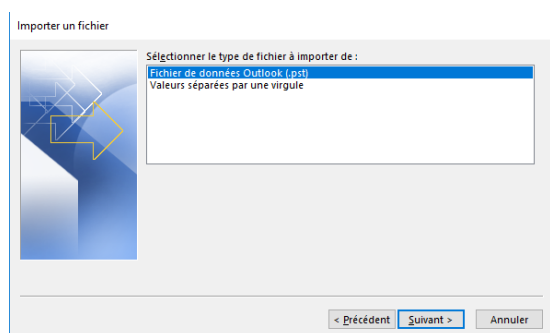 Importer un fichier
Sélectionner le type de fichier à importer de :
Fichier de données Outlook (.pst)
Valeurs séparées par une virgule
< Précédent
Suivant >
Annuler